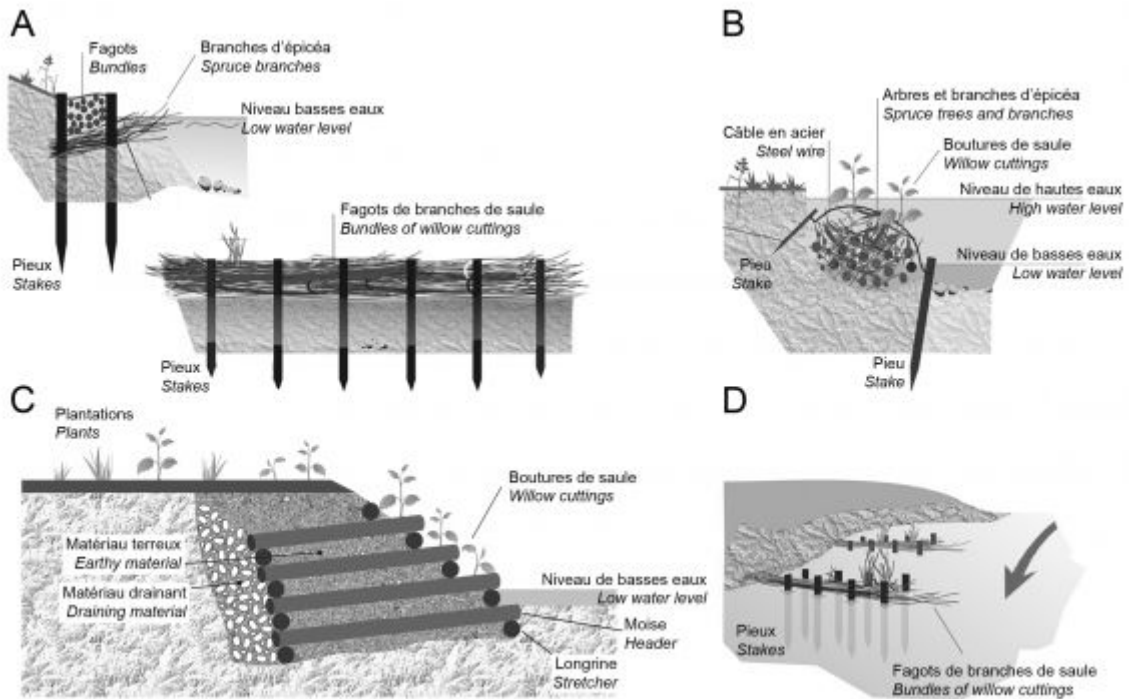 A
Fagots
Bundles
Branches d'épicéa
Spruce branches
Niveau basses eaux
Low water level
Fagots de branches de saule
Bundles of willow cuttings
Pieux
Stakes
Pieux
Stakes
B
Arbres et branches d'épicéa
Spruce trees and branches
Câble en acier
Steel wire
Boutures de saule
Willow cuttings
Niveau de hautes eaux
High water level
Niveau de basses eaux
Low water level
Pieu
Stake
Pieu
Stake
C
Plantations
Plants
Boutures de saule
Willow cuttings
Matériau terreux
Earthy material
Matériau drainant
Draining material
Niveau de basses eaux
Low water level
Moise
Header
Longrine
Stretcher
D
Pieux
Stakes
Fagots de branches de saule
Bundles of willow cuttings